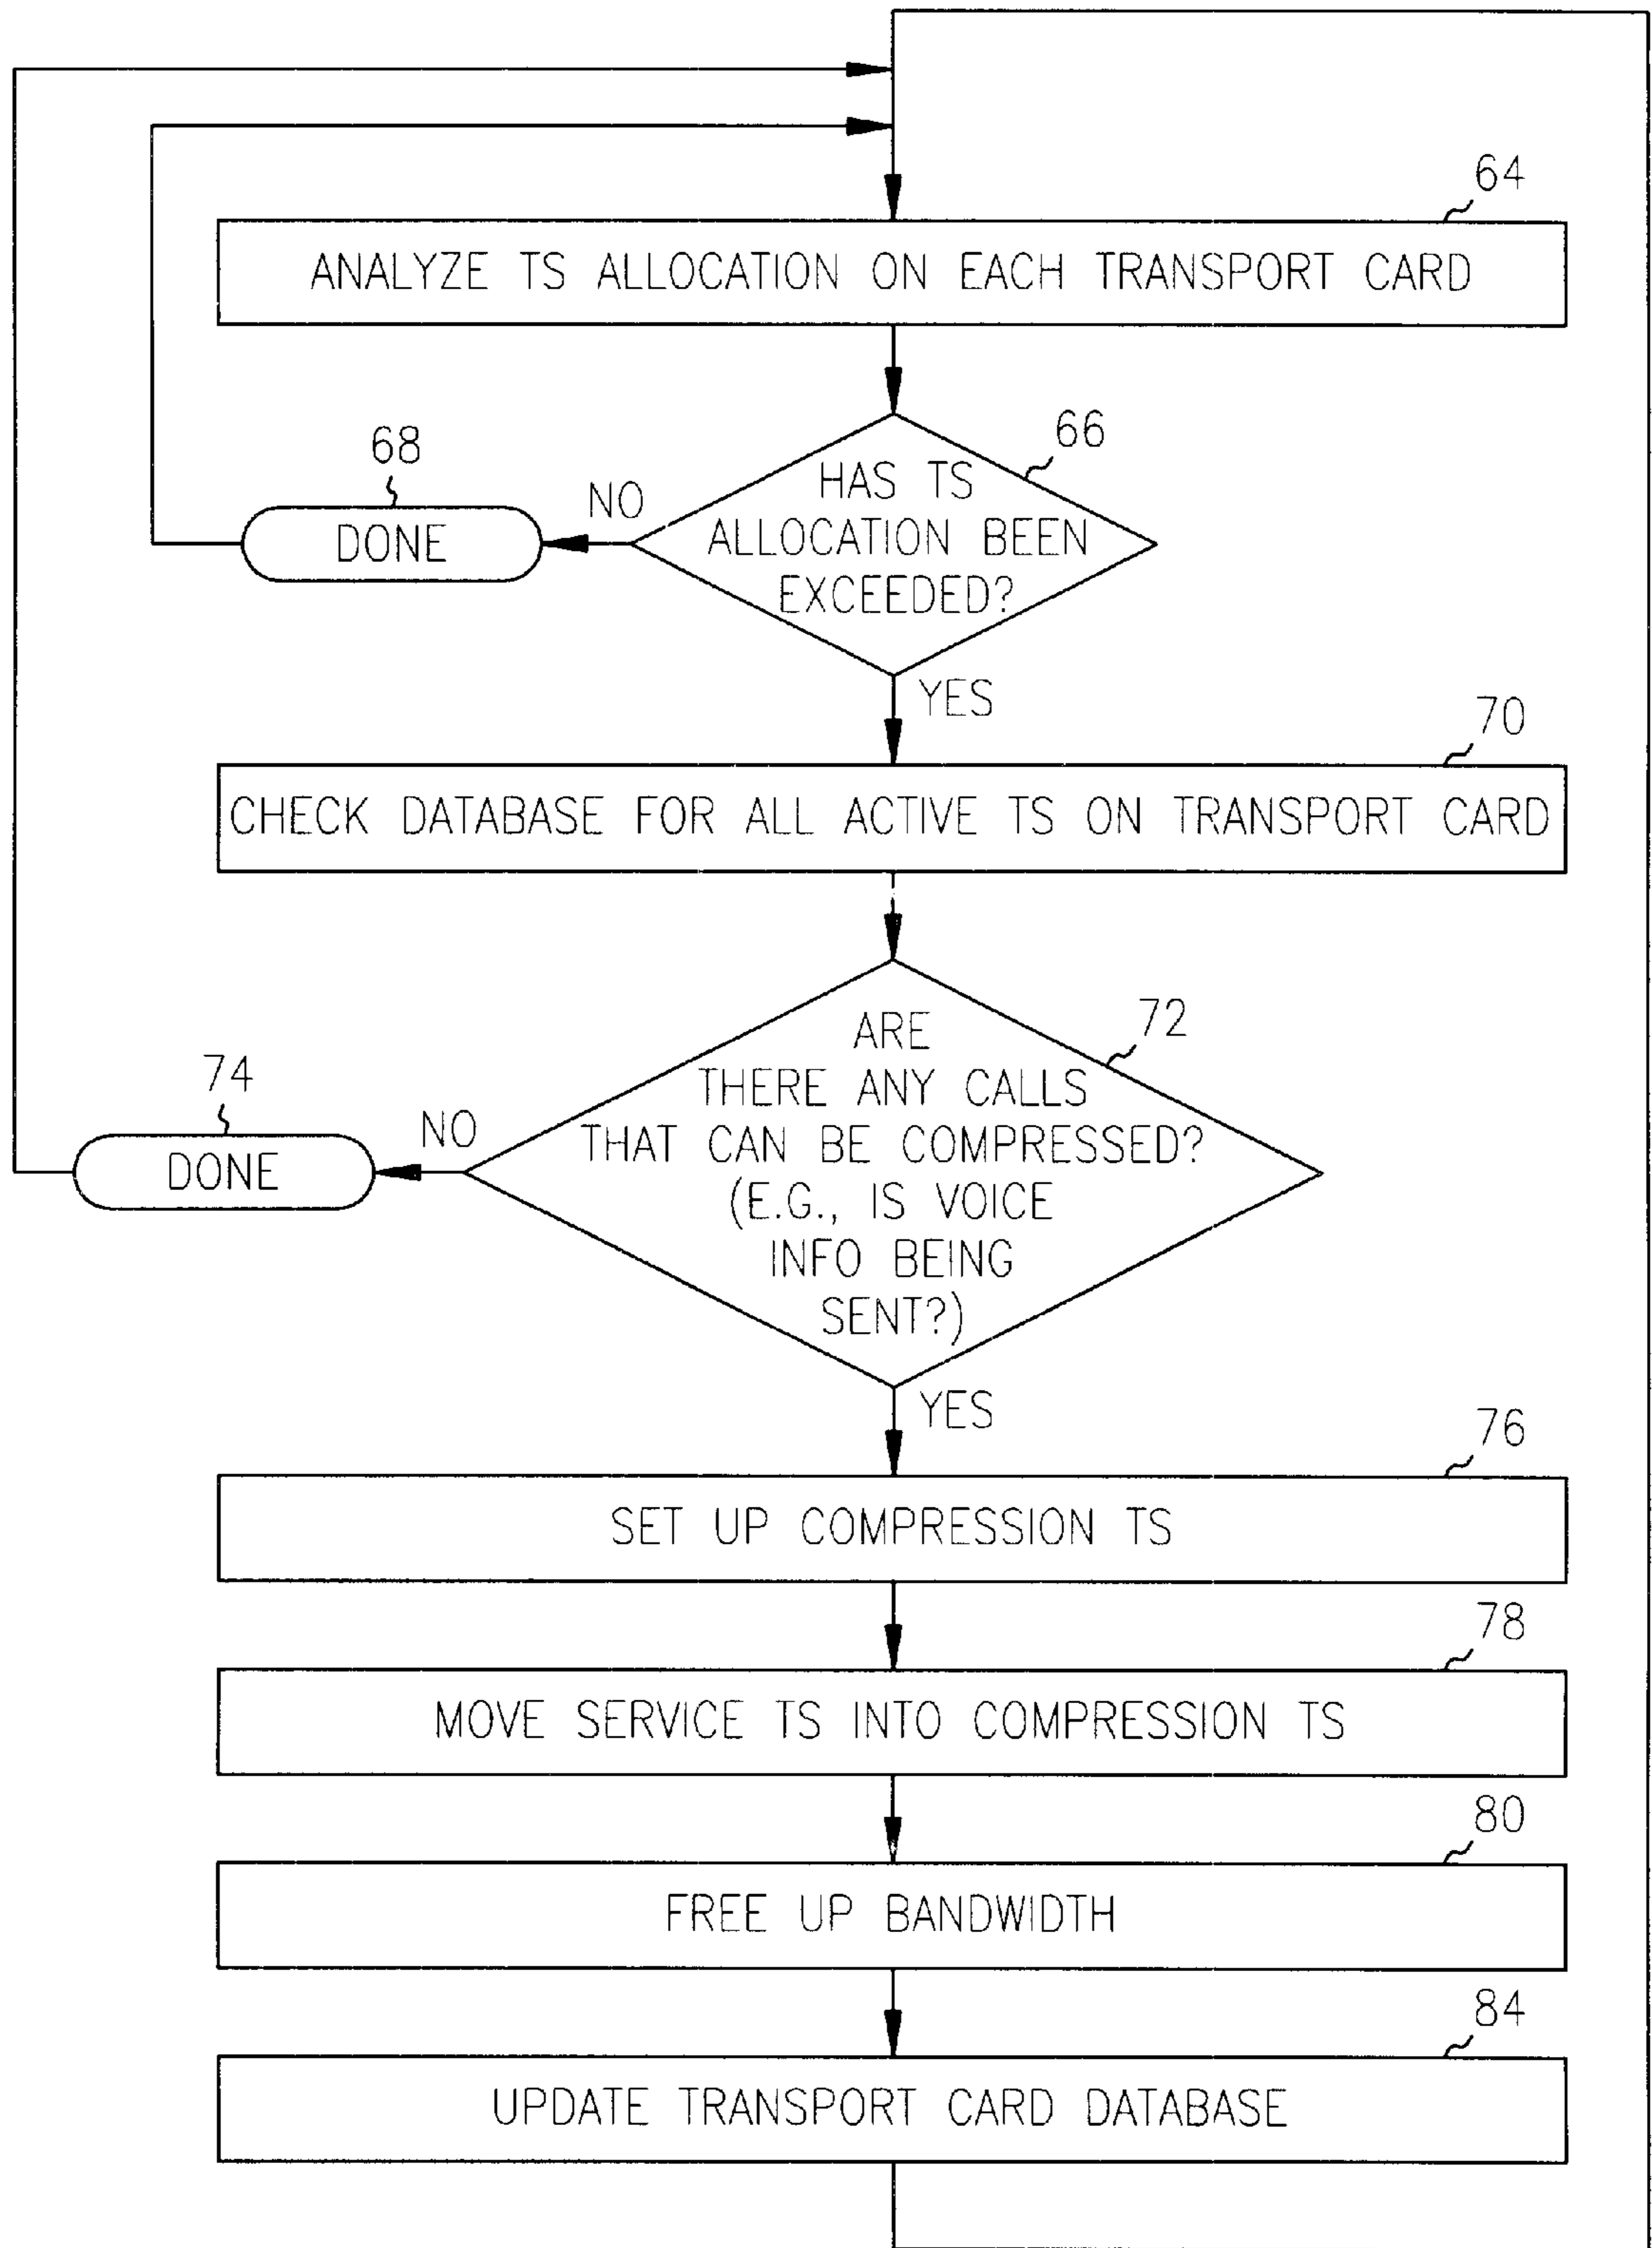 64
ANALYZE TS ALLOCATION ON EACH TRANSPORT CARD
66
HAS TS
ALLOCATION BEEN
EXCEEDED?
NO
68
DONE
YES
70
CHECK DATABASE FOR ALL ACTIVE TS ON TRANSPORT CARD
72
ARE
THERE ANY CALLS
THAT CAN BE COMPRESSED?
(E.G., IS VOICE
INFO BEING
SENT?)
NO
74
DONE
YES
76
SET UP COMPRESSION TS
78
MOVE SERVICE TS INTO COMPRESSION TS
80
FREE UP BANDWIDTH
84
UPDATE TRANSPORT CARD DATABASE